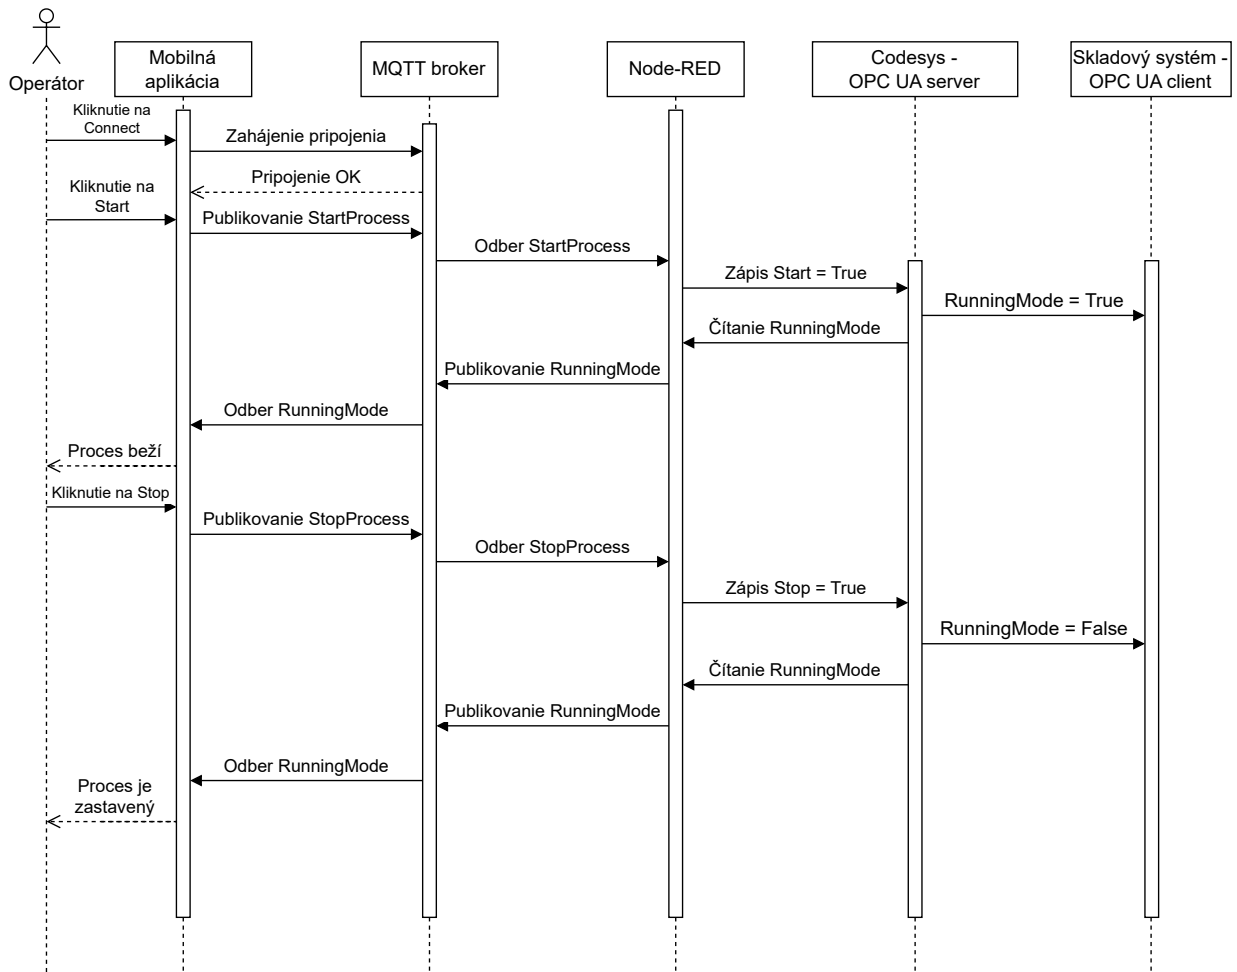 Operátor
Mobilná
aplikácia
MQTT broker
Node-RED
Codesys -
OPC UA server
Skladový systém -
OPC UA client
Kliknutie na
Connect
Zahájenie pripojenia
Pripojenie OK
Kliknutie na
Start
Publikovanie StartProcess
Odber StartProcess
Zápis Start = True
RunningMode = True
Čítanie RunningMode
Publikovanie RunningMode
Odber RunningMode
Proces beží
Kliknutie na Stop
Publikovanie StopProcess
Odber StopProcess
Zápis Stop = True
RunningMode = False
Čítanie RunningMode
Publikovanie RunningMode
Odber RunningMode
Proces je
zastavený